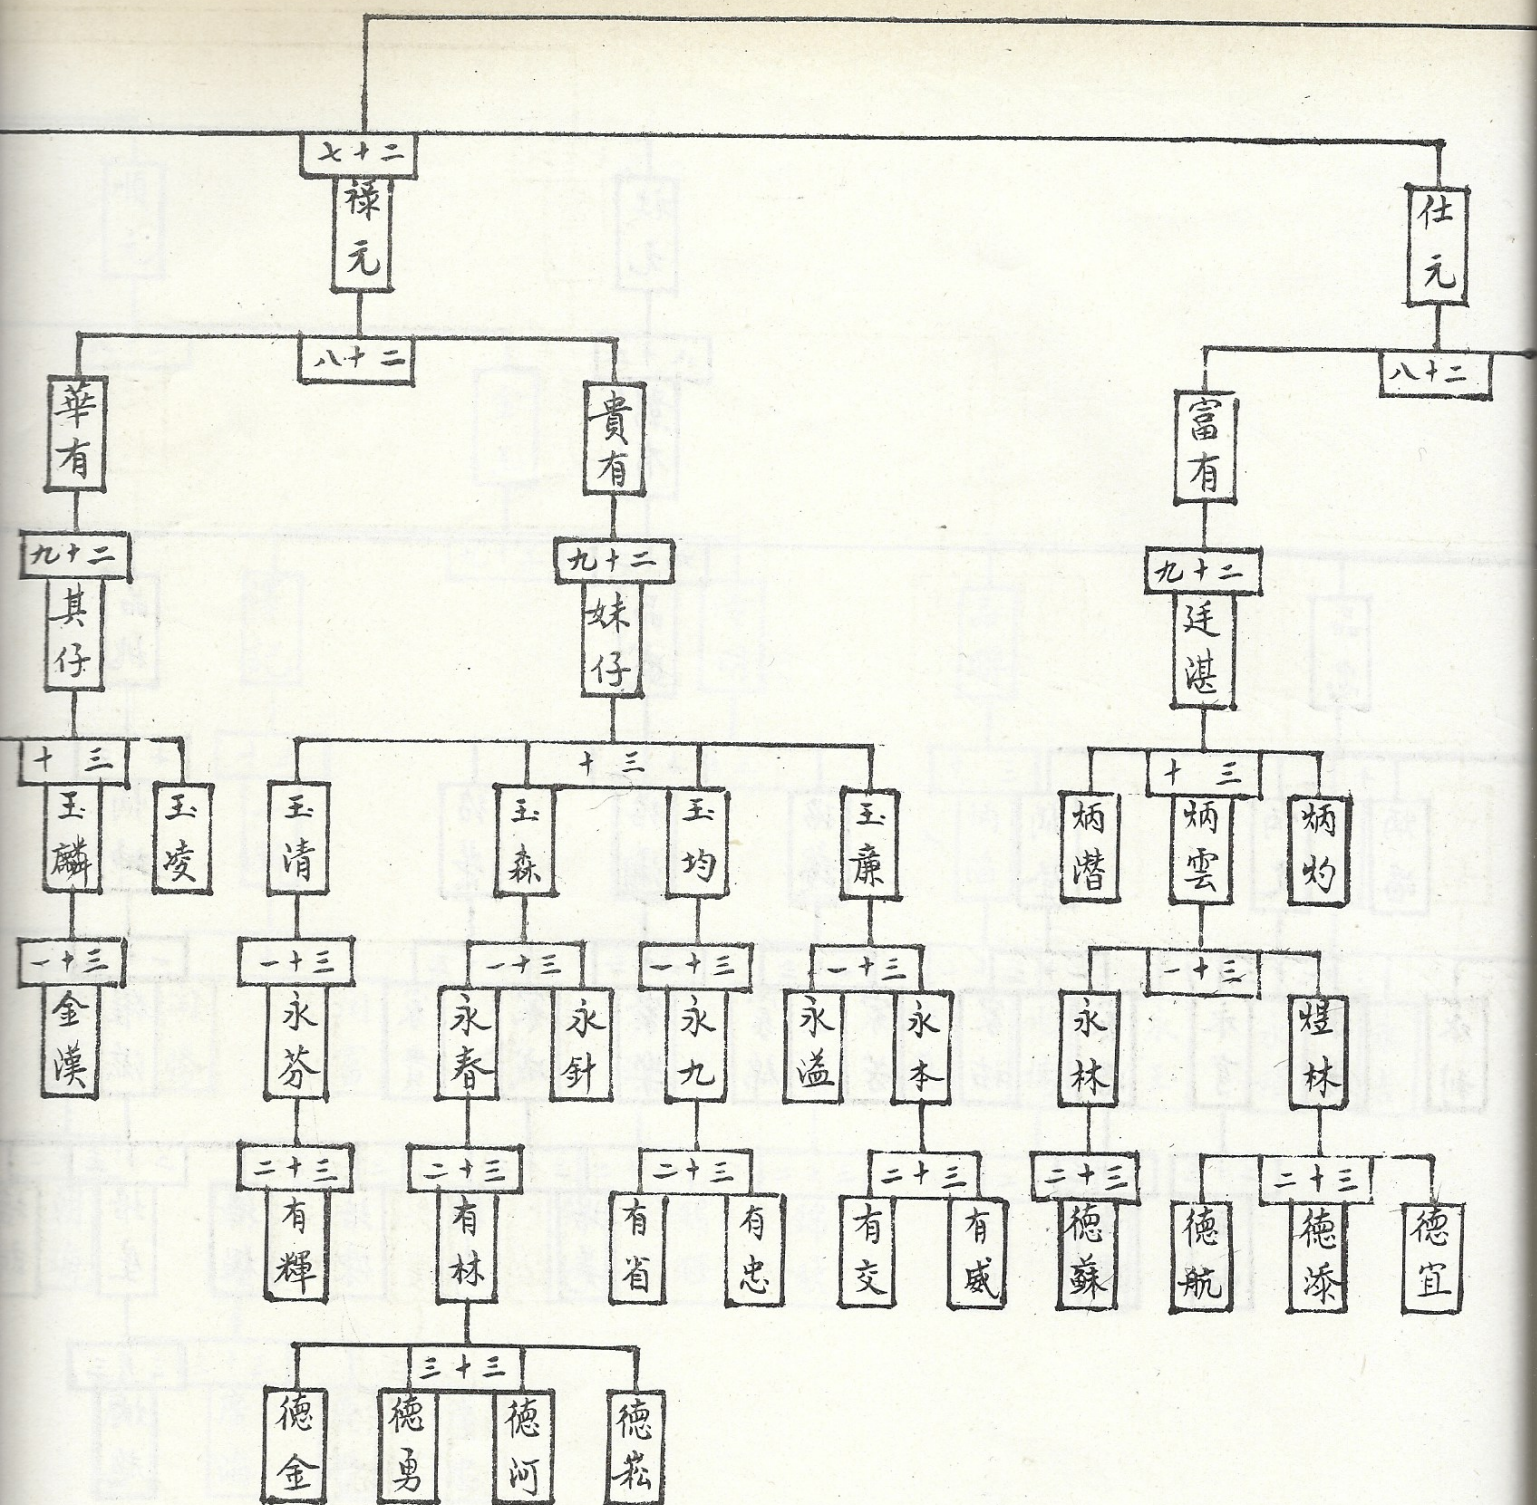 七十二
禄元
仕元
八十二
八十二
華有
貴有
富有
九十二
九十二
九十二
其仔
妹仔
廷湛
十三
十三
十三
玉麟
玉凌
玉清
玉森
玉均
玉廉
炳潛
炳雲
炳灼
一十三
一十三
一十三
一十三
一十三
一十三
金漢
永芬
永春
永針
永九
永溢
永本
永林
煜林
二十三
二十三
二十三
二十三
二十三
二十三
有輝
有林
有省
有忠
有交
有威
德蘇
德航
德添
德宜
三十三
德金
德勇
德河
德菘